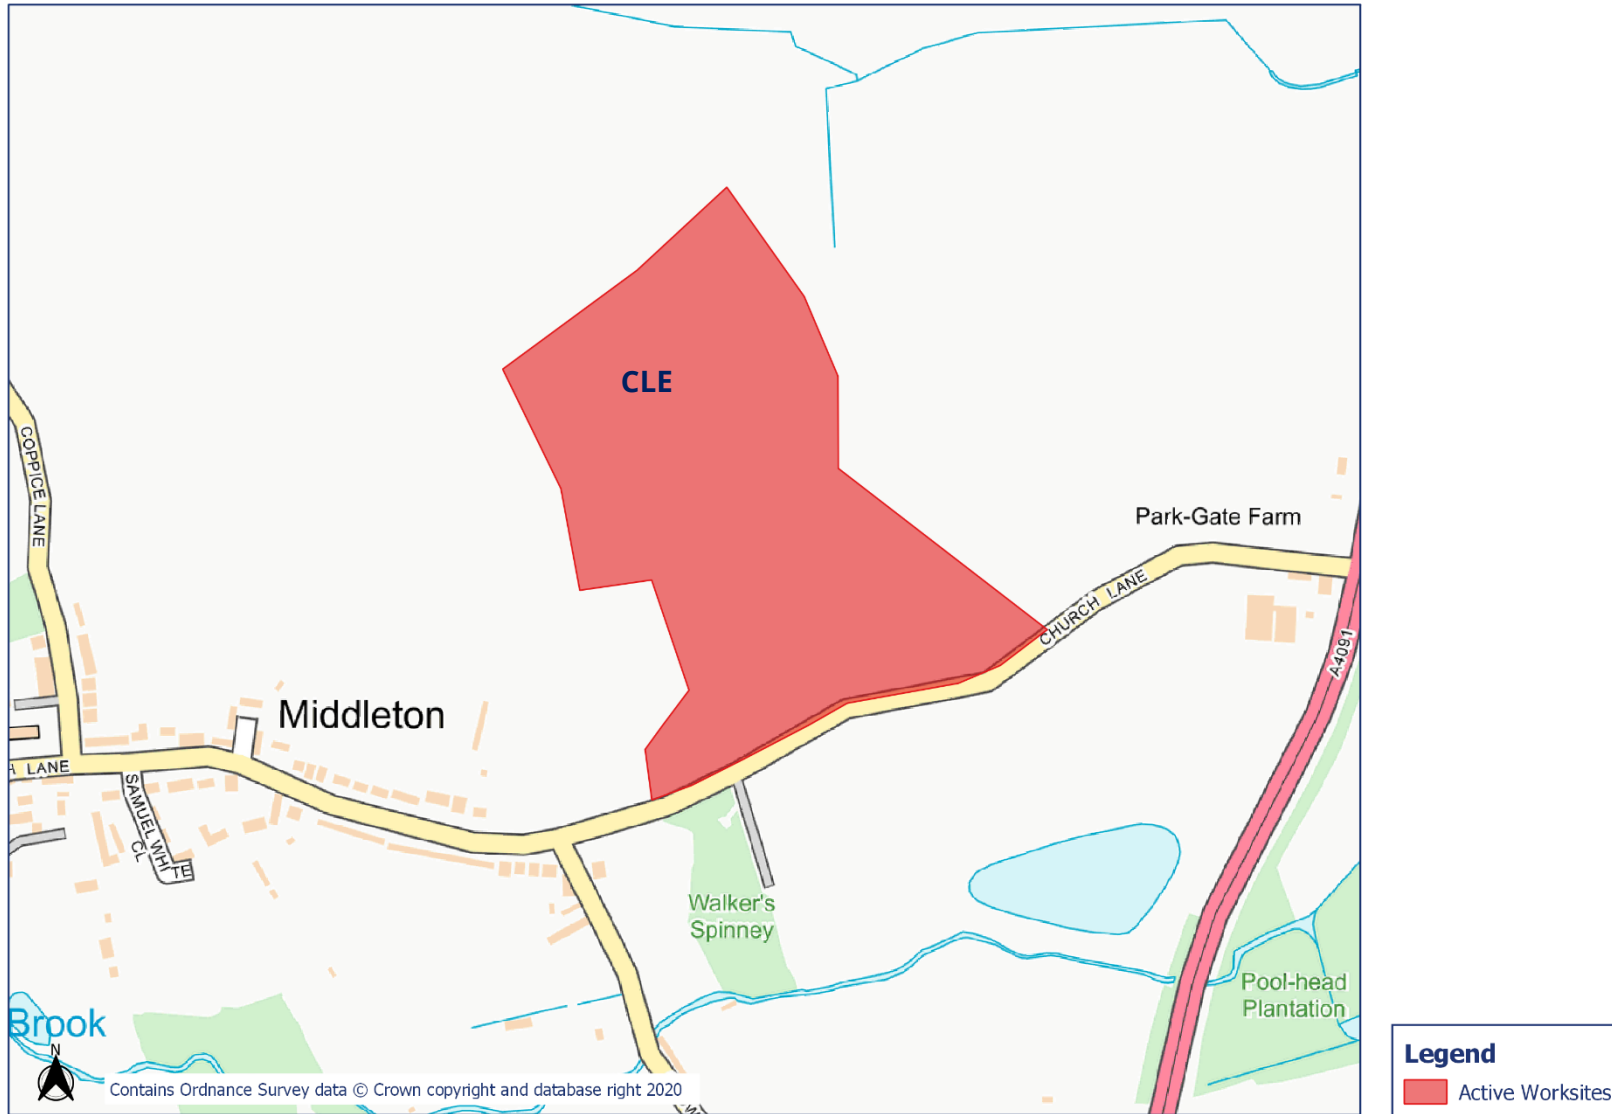 CLE
COPPICE LANE
Park-Gate Farm
CHURCH LANE
A4091
Middleton
H LANE
SAMUEL WHITE
CL
Walker's
Spinney
Pool-head
Plantation
Brook
N
Contains Ordnance Survey data © Crown copyright and database right 2020
Legend
Active Worksites